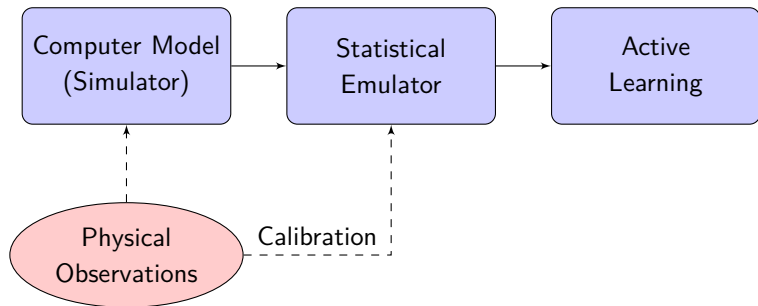 Computer Model
(Simulator)
Statistical
Emulator
Active
Learning
Physical
Observations
Calibration